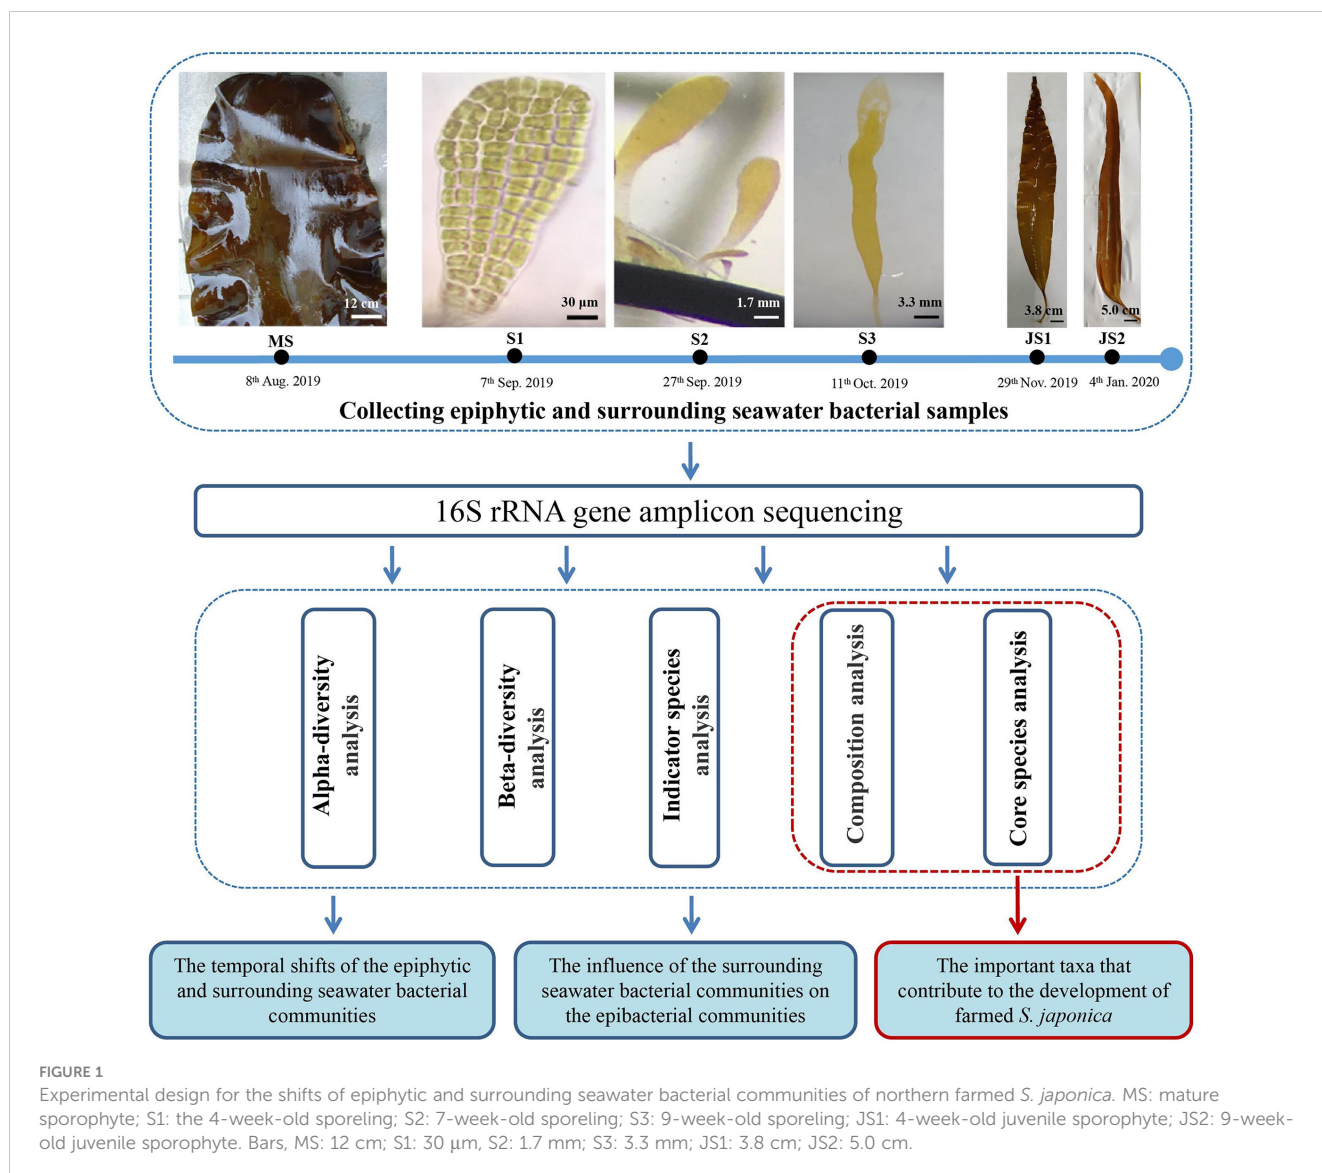 12 cm
30 µm
1.7 mm
3.3 mm
3.8 cm
5.0 cm
MS
S1
S2
S3
JS1
JS2
8th Aug. 2019
7th Sep. 2019
27th Sep. 2019
11th Oct. 2019
29th Nov. 2019
4th Jan. 2020
Collecting epiphytic and surrounding seawater bacterial samples
16S rRNA gene amplicon sequencing
Alpha-diversity
analysis
Beta-diversity
analysis
Indicator species
analysis
Composition analysis
Core species analysis
The temporal shifts of the epiphytic
and surrounding seawater bacterial
communities
The influence of the surrounding
seawater bacterial communities on
the epibacterial communities
The important taxa that
contribute to the development of
farmed S. japonica
FIGURE 1
Experimental design for the shifts of epiphytic and surrounding seawater bacterial communities of northern farmed S. japonica. MS: mature
sporophyte; S1: the 4-week-old sporeling; S2: 7-week-old sporeling; S3: 9-week-old sporeling; JS1: 4-week-old juvenile sporophyte; JS2: 9-week-
old juvenile sporophyte. Bars, MS: 12 cm; S1: 30 µm, S2: 1.7 mm; S3: 3.3 mm; JS1: 3.8 cm; JS2: 5.0 cm.